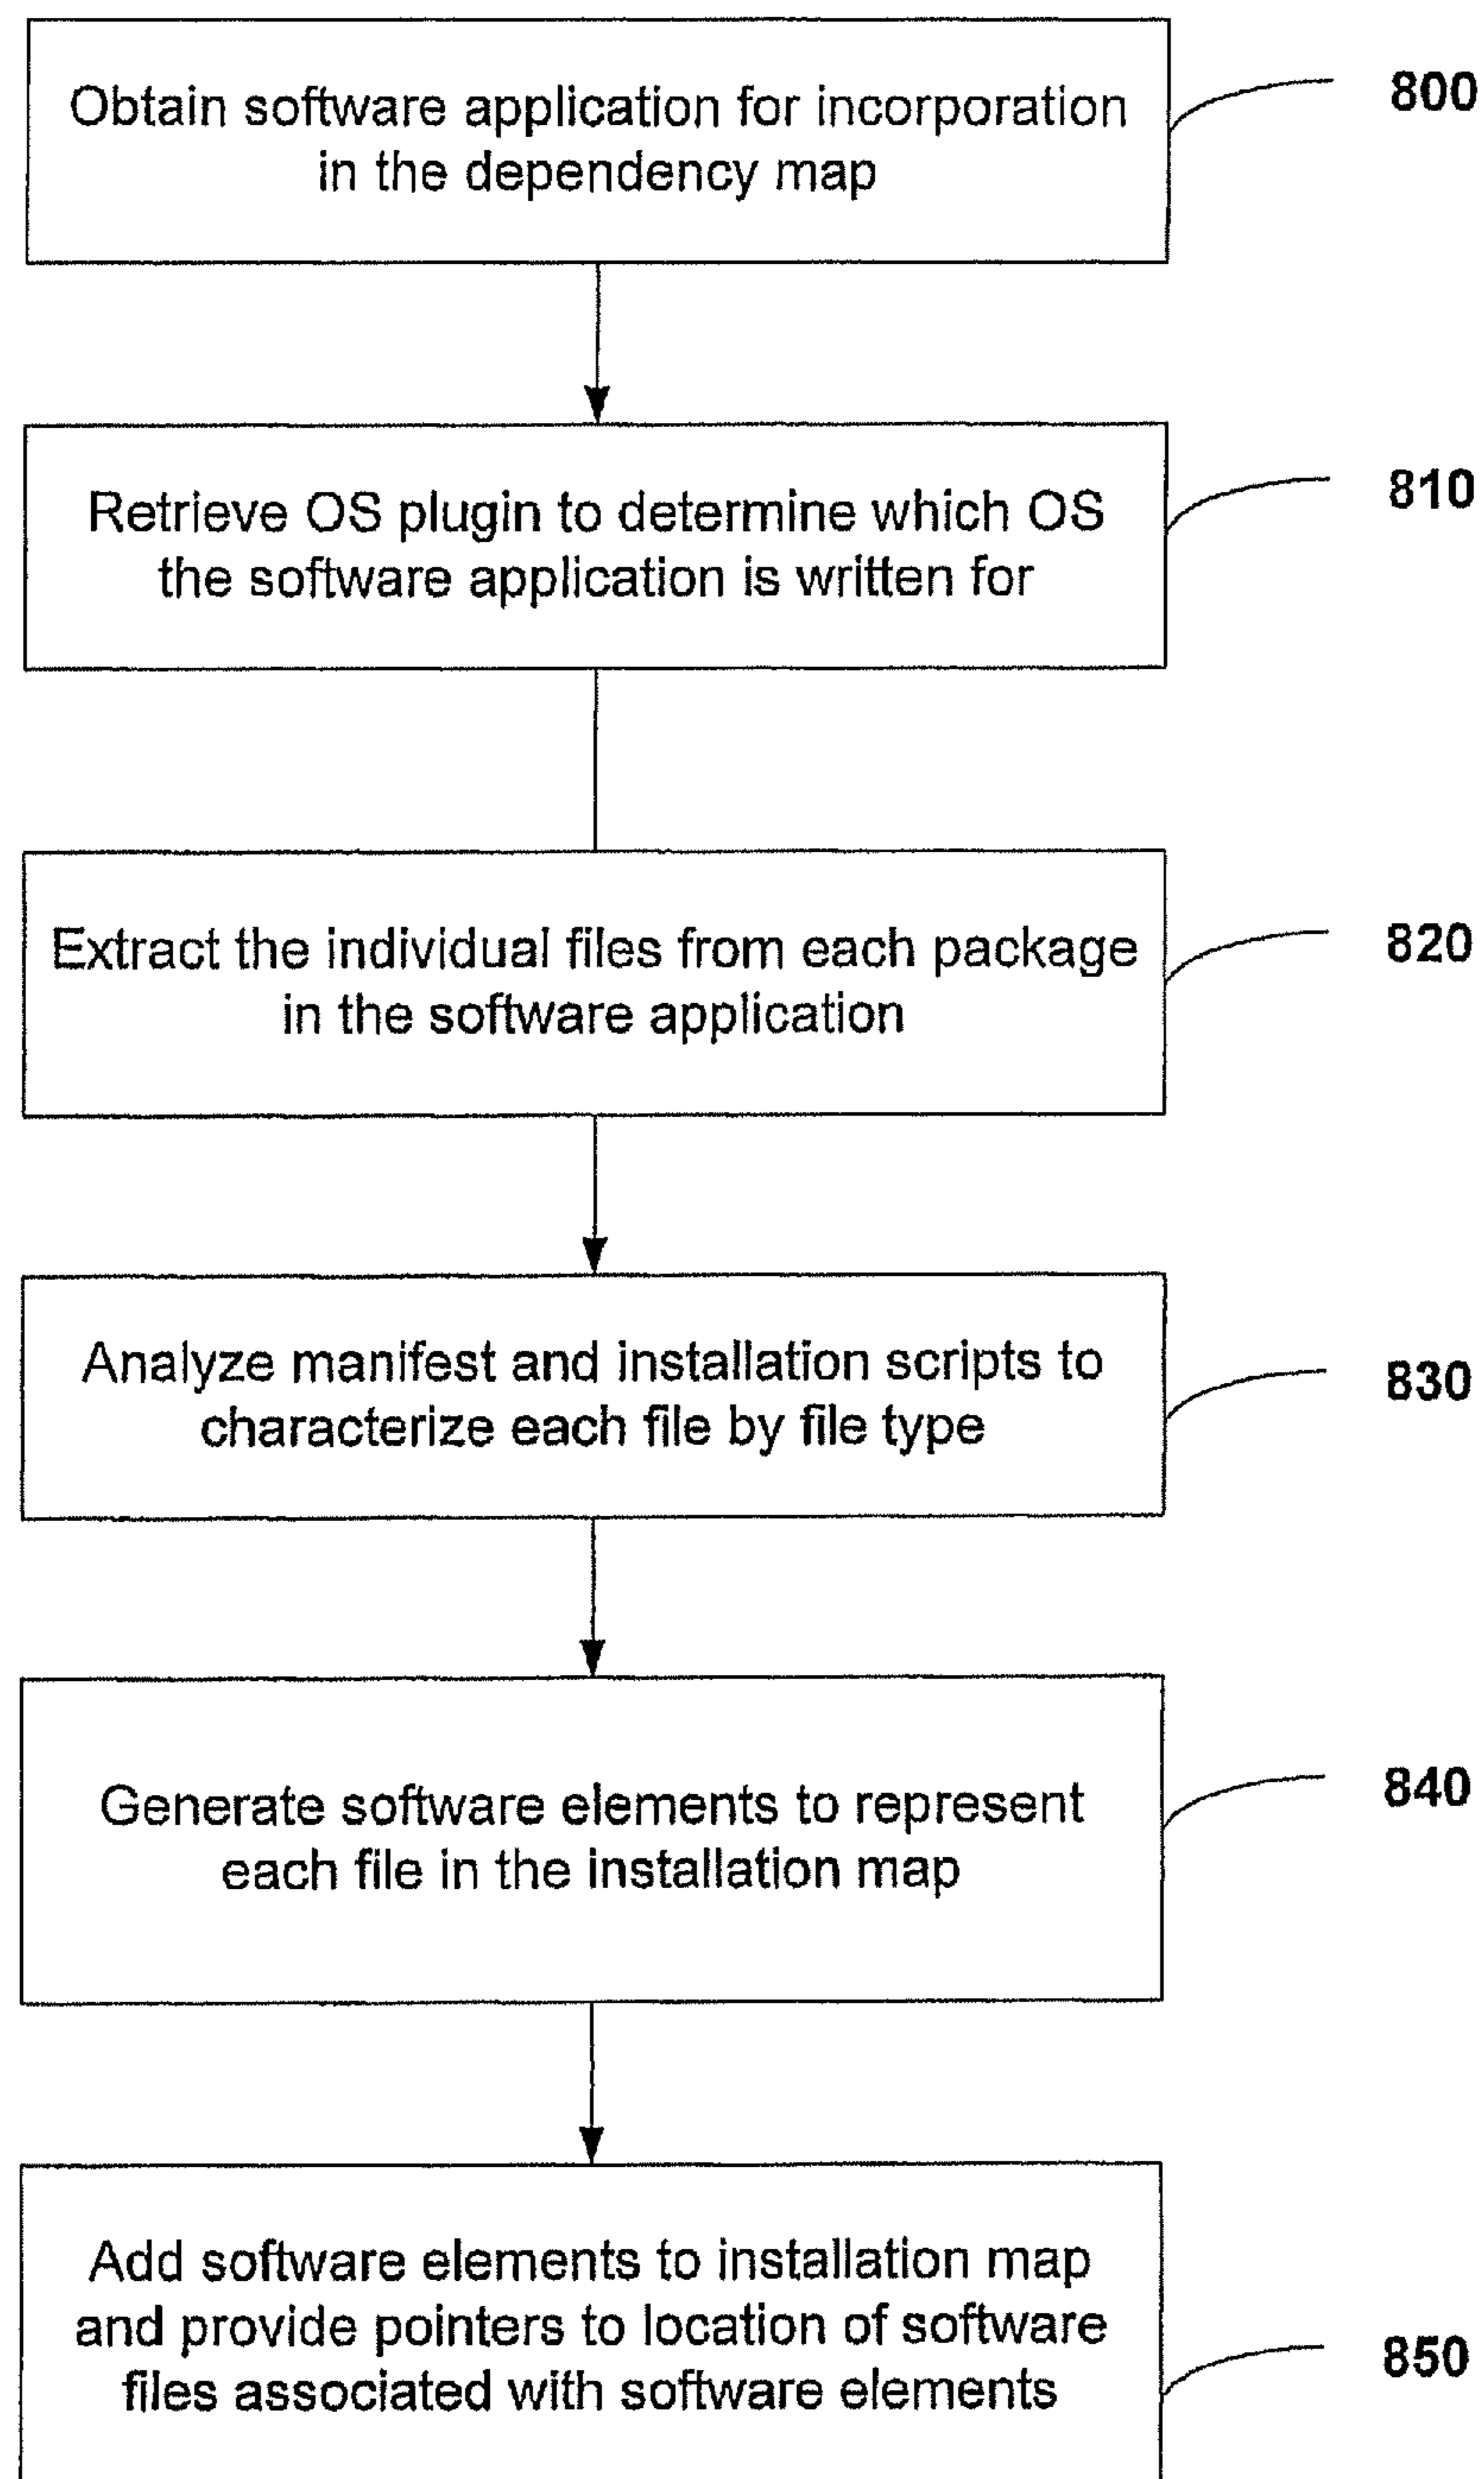 Obtain software application for incorporation
in the dependency map
800
Retrieve OS plugin to determine which OS
the software application is written for
810
Extract the individual files from each package
in the software application
820
Analyze manifest and installation scripts to
characterize each file by file type
830
Generate software elements to represent
each file in the installation map
840
Add software elements to installation map
and provide pointers to location of software
files associated with software elements
850